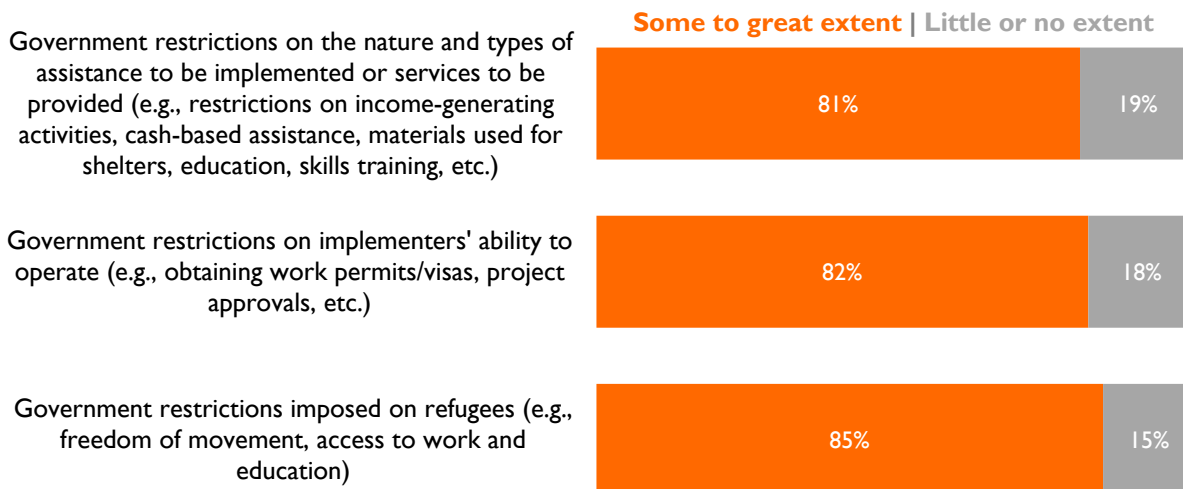 Some to great extent | Little or no extent
Government restrictions on the nature and types of
assistance to be implemented or services to be
provided (e.g., restrictions on income-generating
activities, cash-based assistance, materials used for
shelters, education, skills training, etc.)
81%
19%
Government restrictions on implementers' ability to
operate (e.g., obtaining work permits/visas, project
approvals, etc.)
82%
18%
Government restrictions imposed on refugees (e.g.,
freedom of movement, access to work and
education)
85%
15%